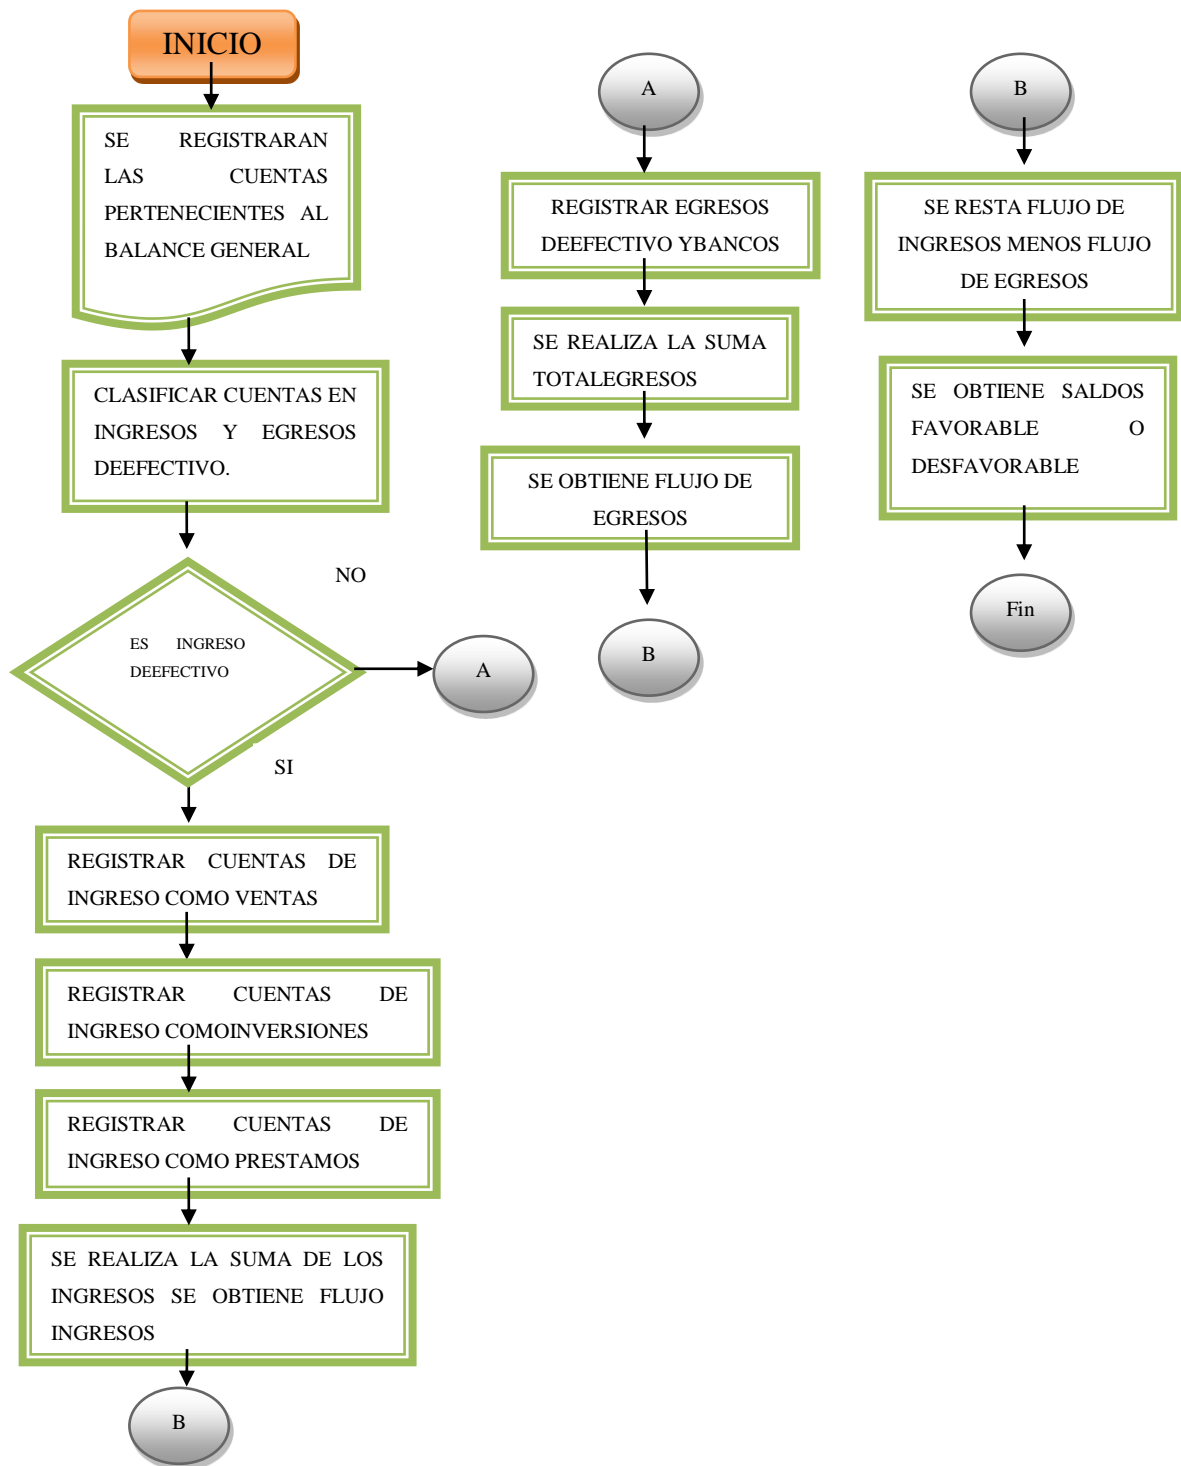 INICIO
SE REGISTRARAN
LAS CUENTAS
PERTENECIENTES AL
BALANCE GENERAL
CLASIFICAR CUENTAS EN
INGRESOS Y EGRESOS
DEEFECTIVO.
NO
ES INGRESO
DEEFECTIVO
A
SI
REGISTRAR CUENTAS DE
INGRESO COMO VENTAS
REGISTRAR CUENTAS DE
INGRESO COMOINVERSIONES
REGISTRAR CUENTAS DE
INGRESO COMO PRESTAMOS
SE REALIZA LA SUMA DE LOS
INGRESOS SE OBTIENE FLUJO
INGRESOS
B
A
REGISTRAR EGRESOS
DEEFECTIVO YBANCOS
SE REALIZA LA SUMA
TOTALEGRESOS
SE OBTIENE FLUJO DE
EGRESOS
B
B
SE RESTA FLUJO DE
INGRESOS MENOS FLUJO
DE EGRESOS
SE OBTIENE SALDOS
FAVORABLE O
DESFAVORABLE
Fin